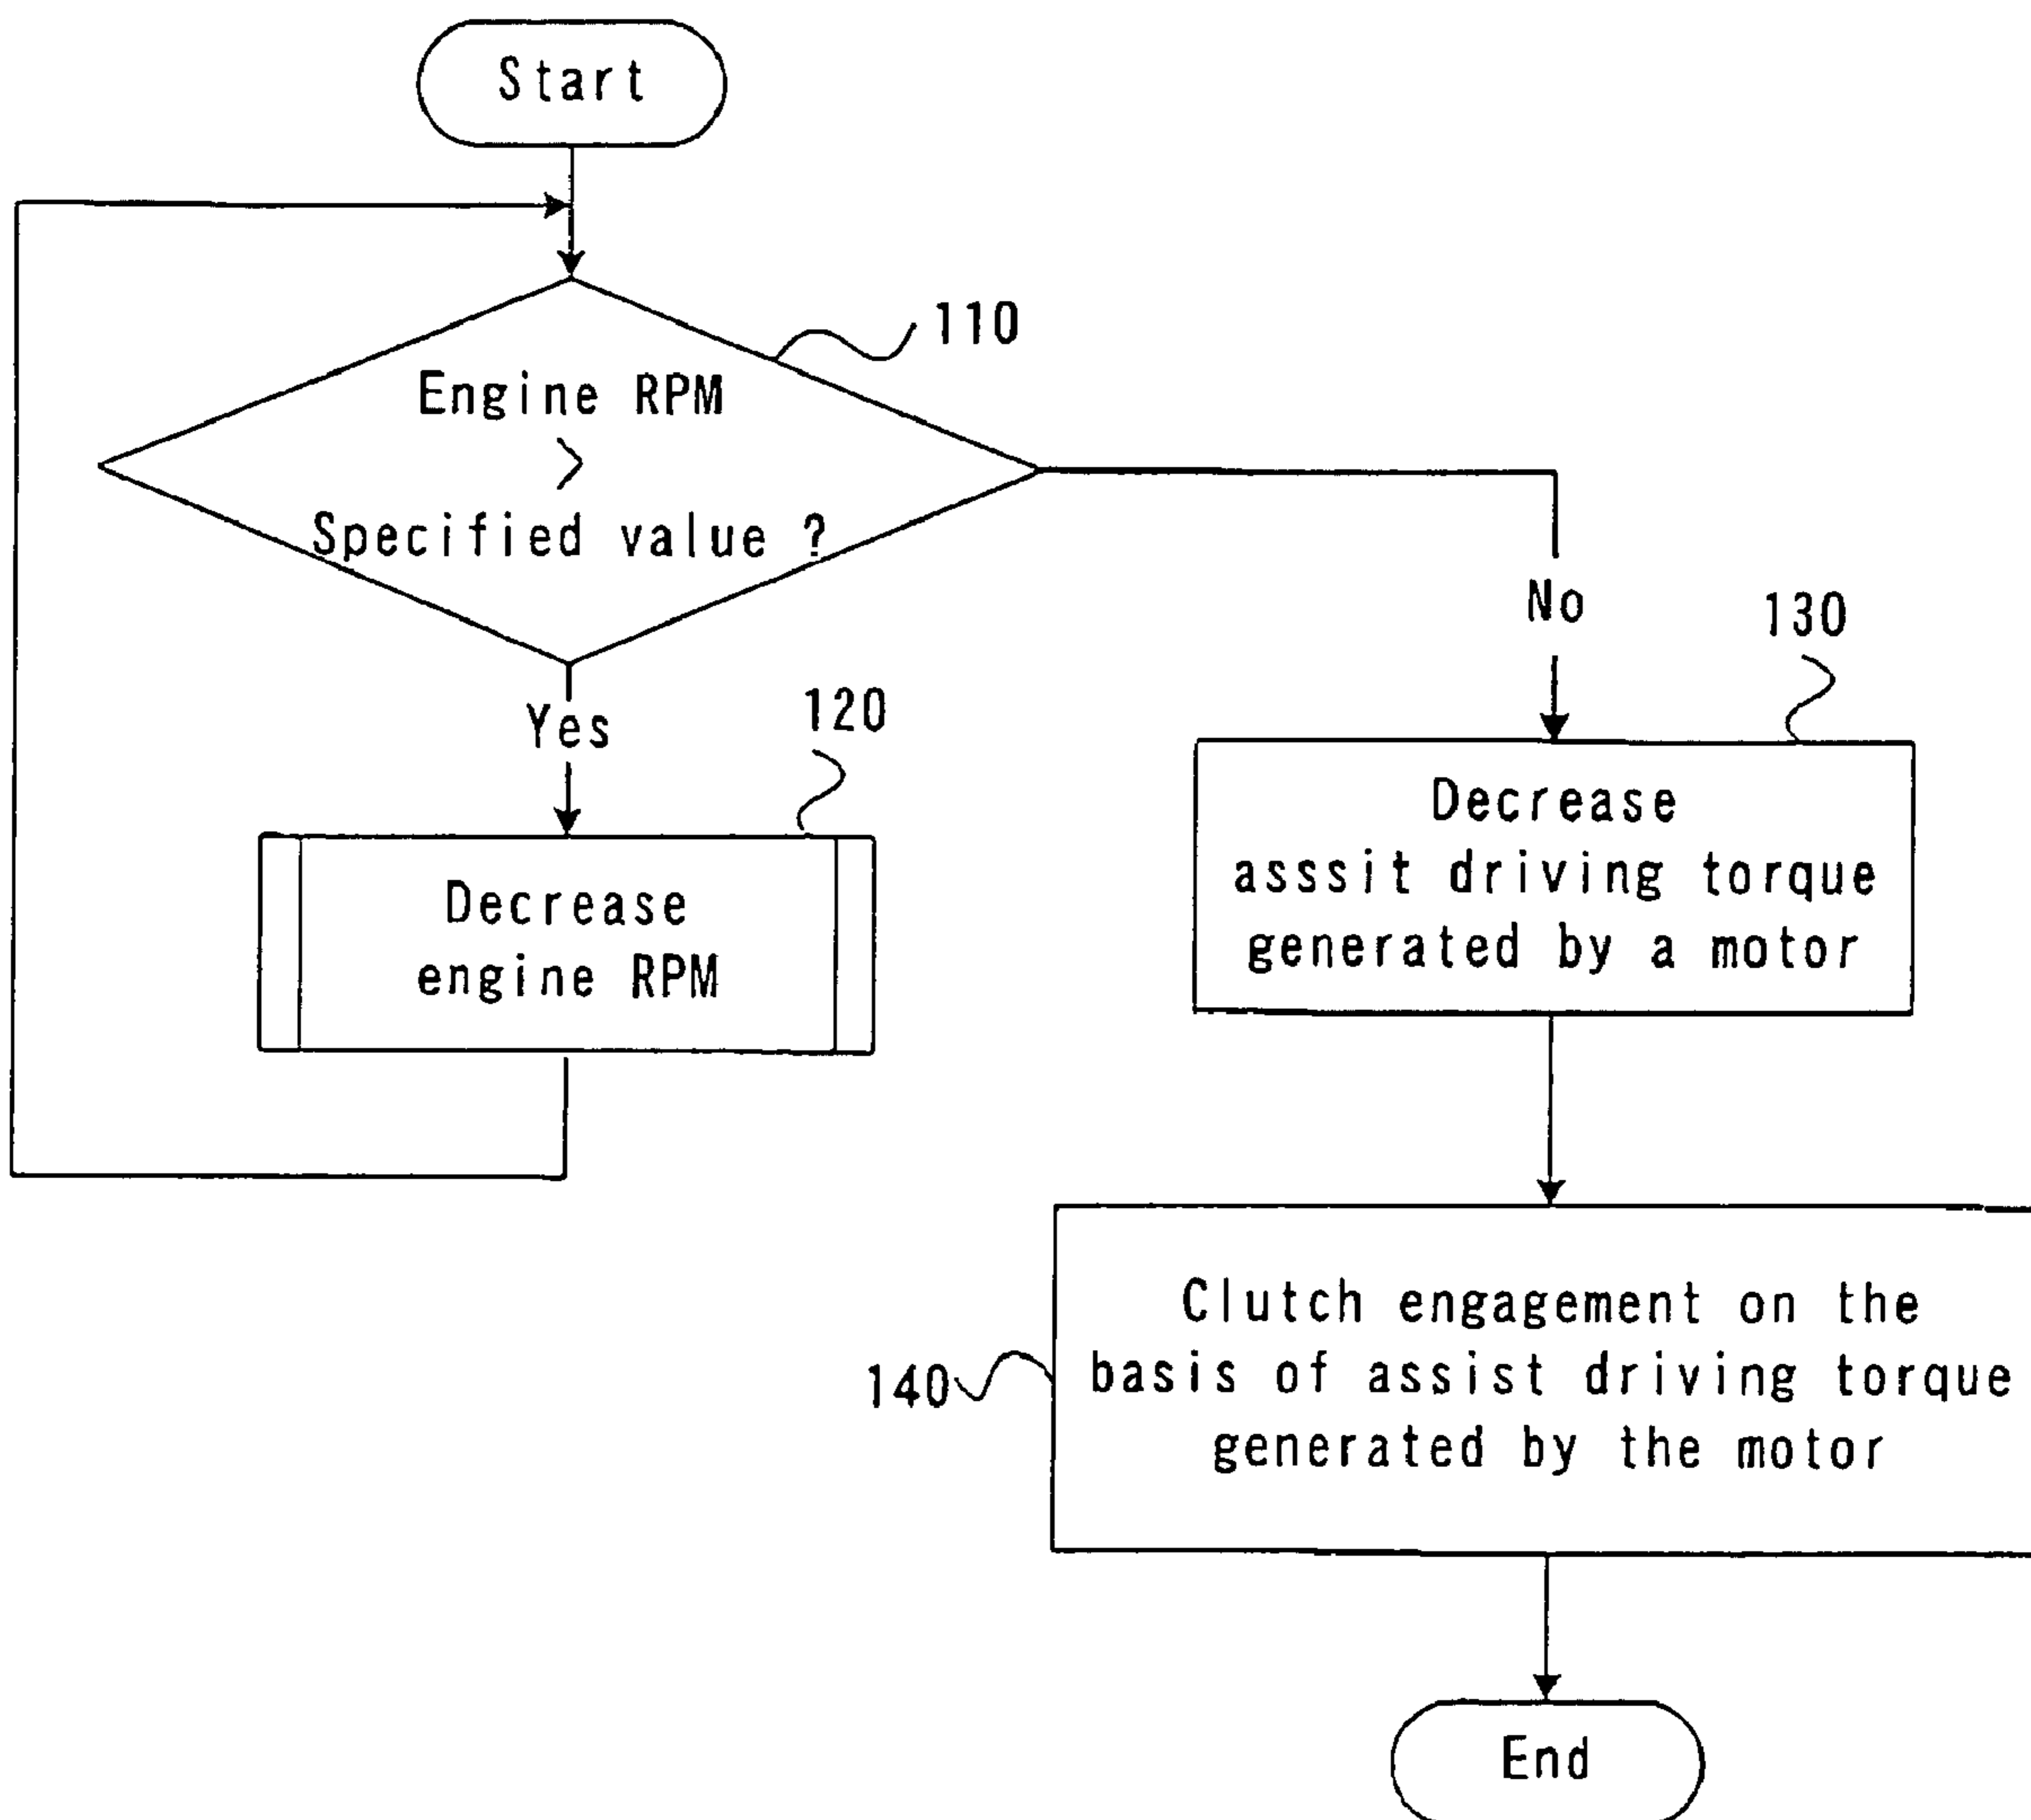 Start
110
Engine RPM
>
Specified value ?
No
130
Yes
120
Decrease
asssit driving torque
generated by a motor
Decrease
engine RPM
Clutch engagement on the
140
basis of assist driving torque
generated by the motor
End